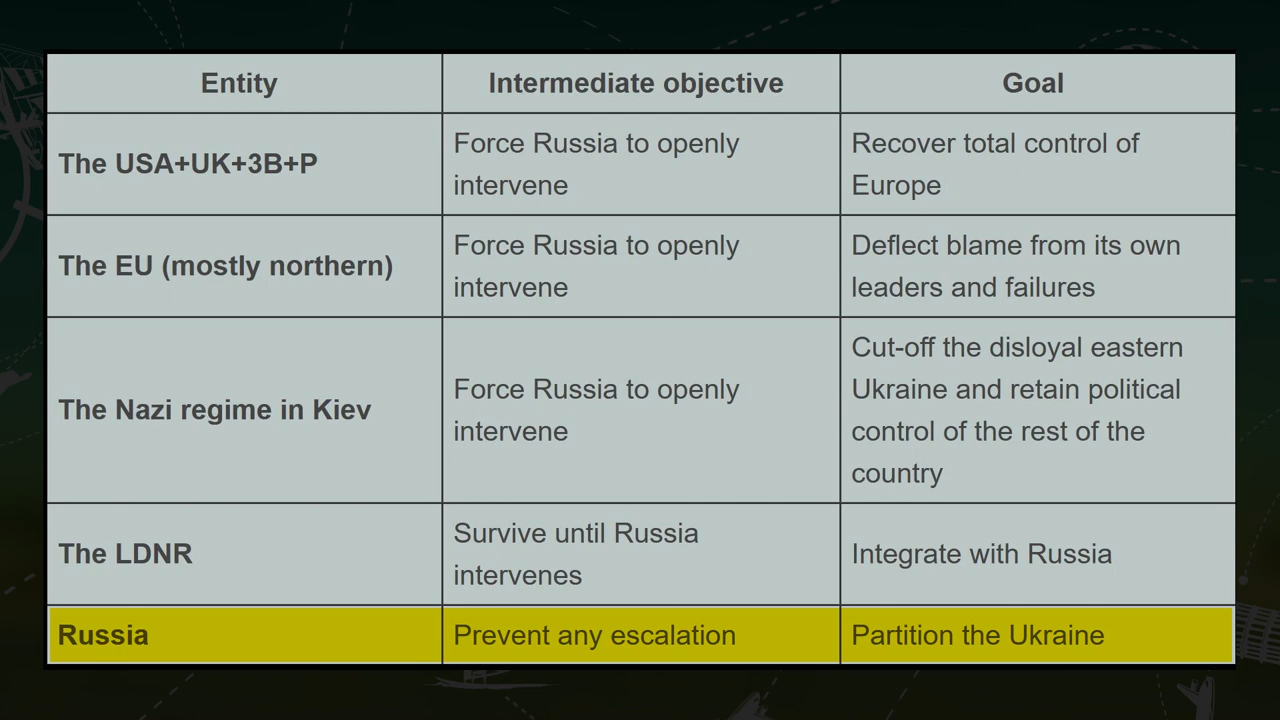 Entity Intermediate objective Goal
The USA+UK+3B+P
Force Russia to openly
intervene
Recover total control of
Europe
The EU (mostly northern)
Force Russia to openly
intervene
Deflect blame from its own
leaders and failures
The Nazi regime in Kiev
Force Russia to openly
intervene
Cut-off the disloyal eastern
Ukraine and retain political
control of the rest of the
country
The LDNR
Survive until Russia
intervenes
Integrate with Russia
Russia
Prevent any escalation
Partition the Ukraine